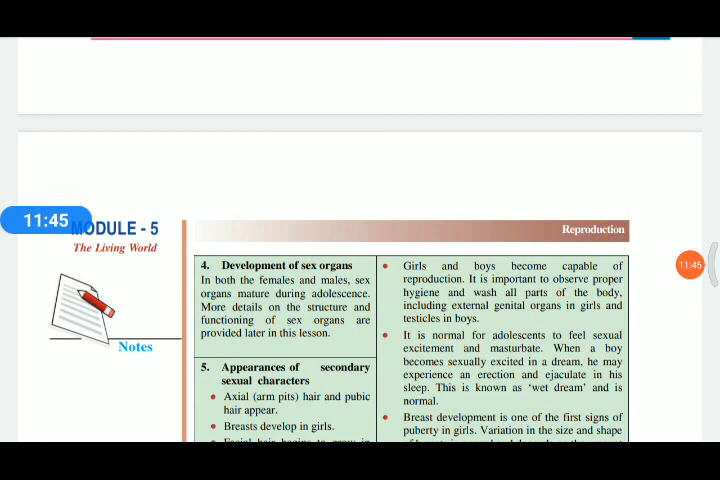 11:45
MODULE - 5
The Living World
Notes
Reproduction
4. Development of sex organs
In both the females and males, sex
organs mature during adolescence.
More details on the structure and
functioning of sex organs are
provided later in this lesson.
5. Appearances of secondary
sexual characters
• Axial (arm pits) hair and pubic
hair appear.
• Breasts develop in girls.
Facial hair begins to grow in
• Girls and boys become capable of
reproduction. It is important to observe proper
hygiene and wash all parts of the body,
including external genital organs in girls and
testicles in boys.
• It is normal for adolescents to feel sexual
excitement and masturbate. When a boy
becomes sexually excited in a dream, he may
experience an erection and ejaculate in his
sleep. This is known as ‘wet dream’ and is
normal.
• Breast development is one of the first signs of
puberty in girls. Variation in the size and shape
11:46